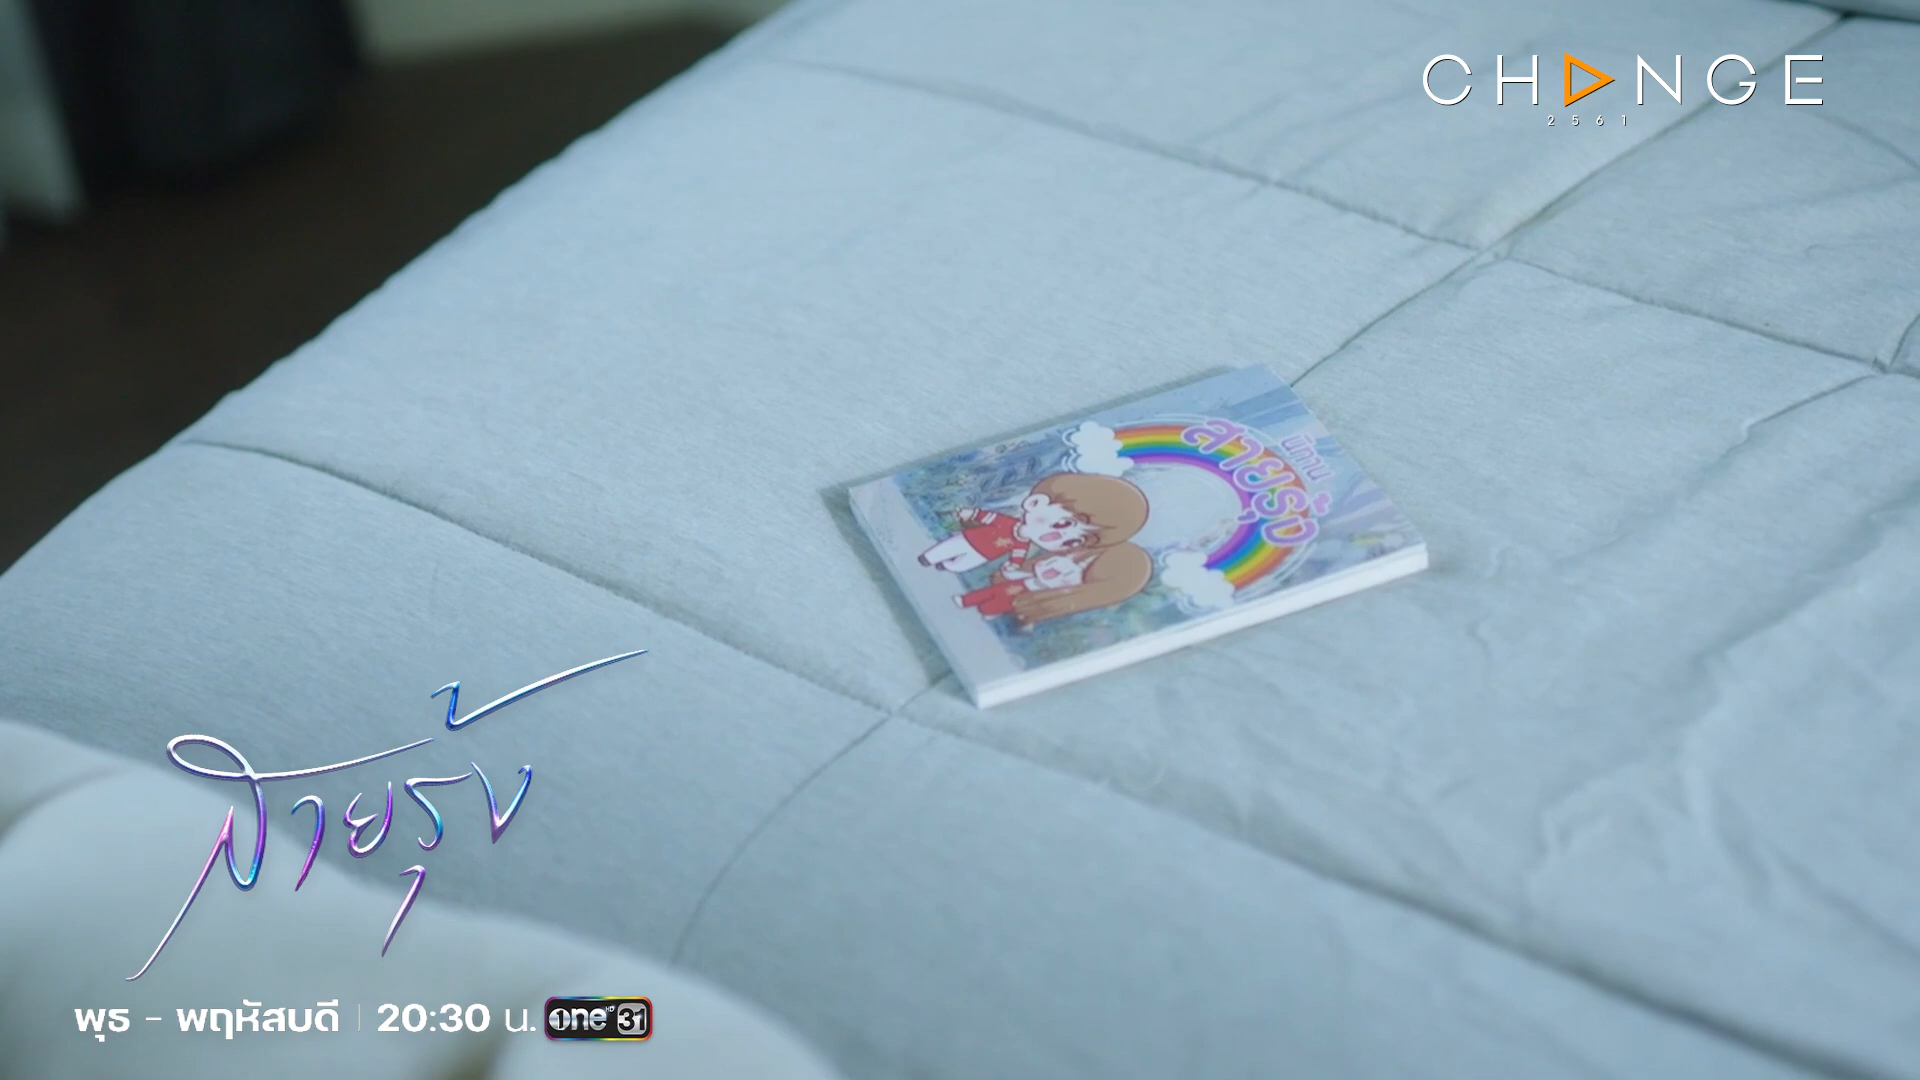 CHANGE
2561
นิทาน
สายรุ้ง
สายรุ้ง
พุธ - พฤหัสบดี | 20:30 น. one HD 31